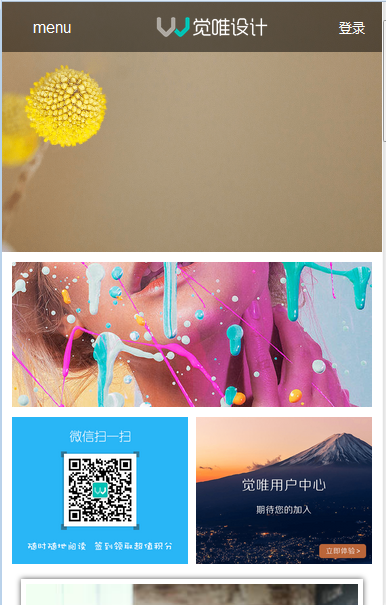 menu
觉唯设计
登录
微信扫一扫
随时随地阅读 签到领取超值积分
觉唯用户中心
期待您的加入
立即体验>